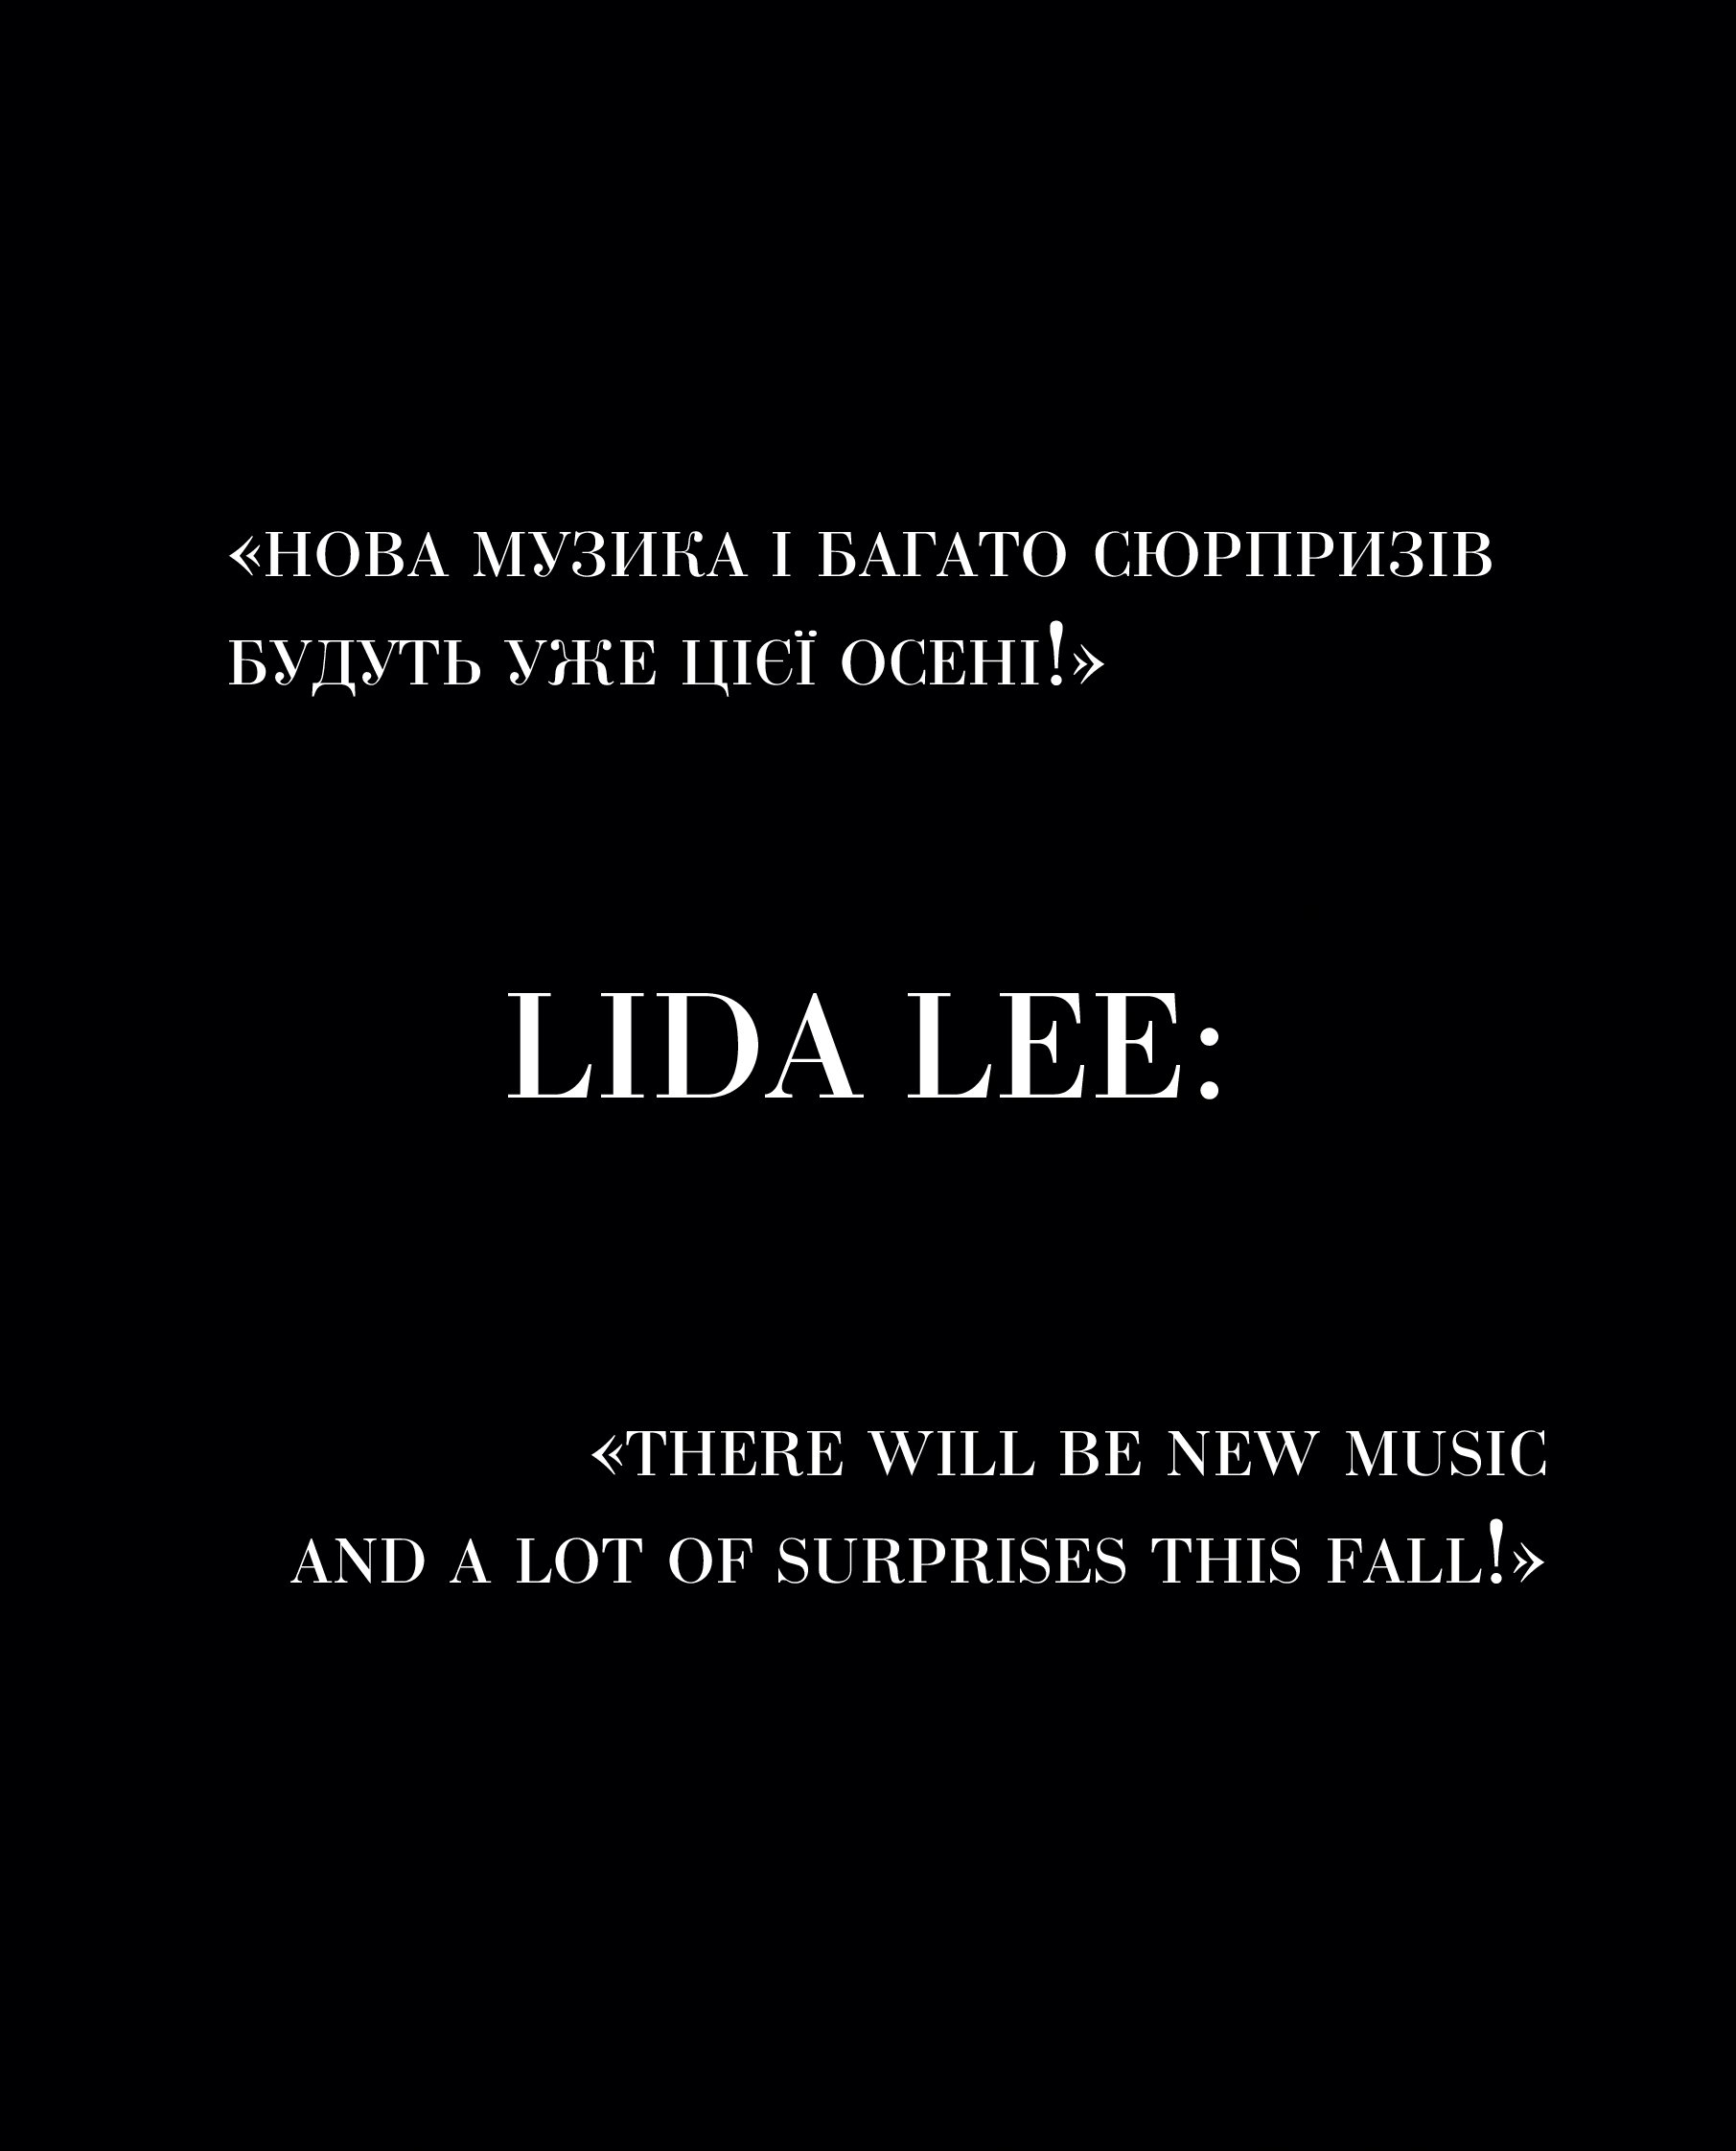 «НОВА МУЗИКА І БАГАТО СЮРПРИЗІВ
БУДУТЬ УЖЕ ЦІЄЇ ОСЕНІ!»
LIDA LEE:
«THERE WILL BE NEW MUSIC
AND A LOT OF SURPRISES THIS FALL!»